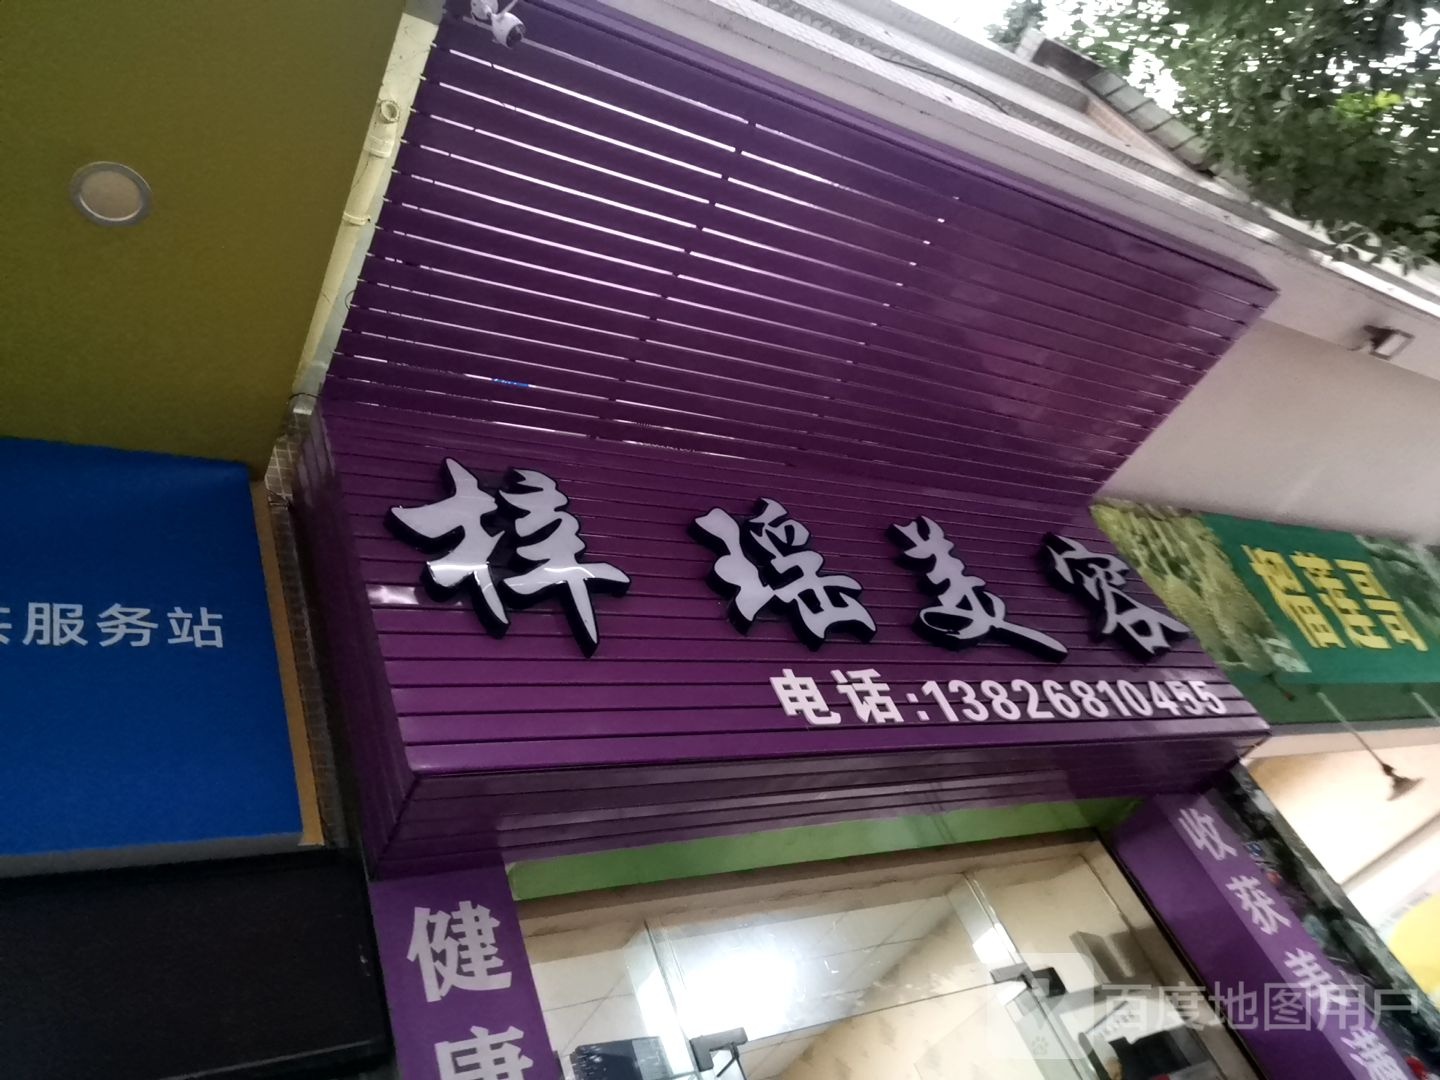 梓瑶美容
电话:13826810455
服务站
榴莲哥
健康
收获美
百度地图用户